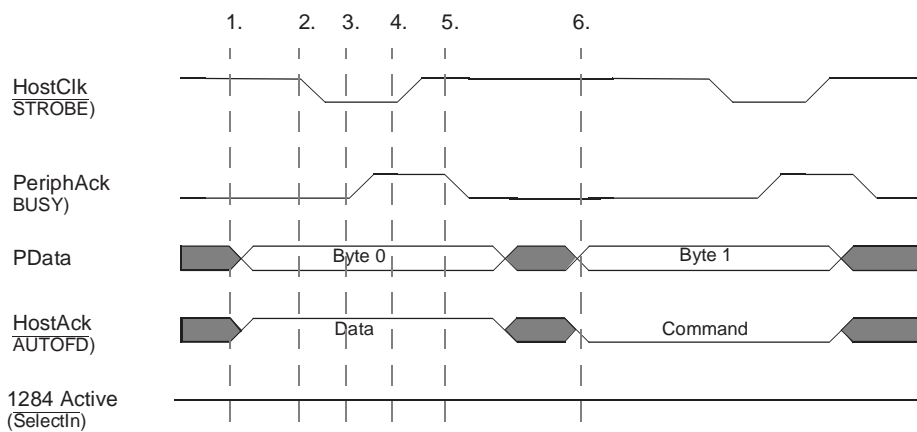 1. 2. 3. 4. 5. 6.
HostClk
STROBE)
PeriphAck
BUSY)
PData
Byte 0
Byte 1
HostAck
AUTOFD)
Data
Command
1284 Active
(SelectIn)